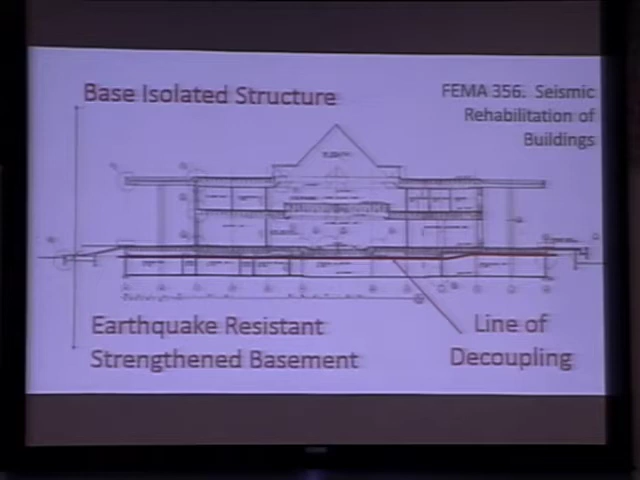 Base Isolated Structure
FEMA 356. Seismic
Rehabilitation of
Buildings
Earthquake Resistant
Strengthened Basement
Line of
Decoupling